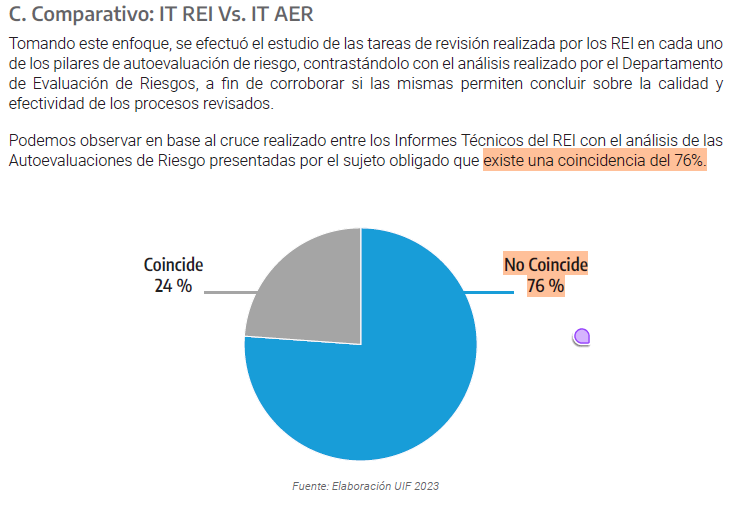 C. Comparativo: IT REI Vs. IT AER
Tomando este enfoque, se efectuó el estudio de las tareas de revisión realizada por los REI en cada uno
de los pilares de autoevaluación de riesgo, contrastándolo con el análisis realizado por el Departamento
de Evaluación de Riesgos, a fin de corroborar si las mismas permiten concluir sobre la calidad y
efectividad de los procesos revisados.
Podemos observar en base al cruce realizado entre los Informes Técnicos del REI con el análisis de las
Autoevaluaciones de Riesgo presentadas por el sujeto obligado que existe una coincidencia del 76%.
Coincide
24 %
No Coincide
76 %
Fuente: Elaboración UIF 2023